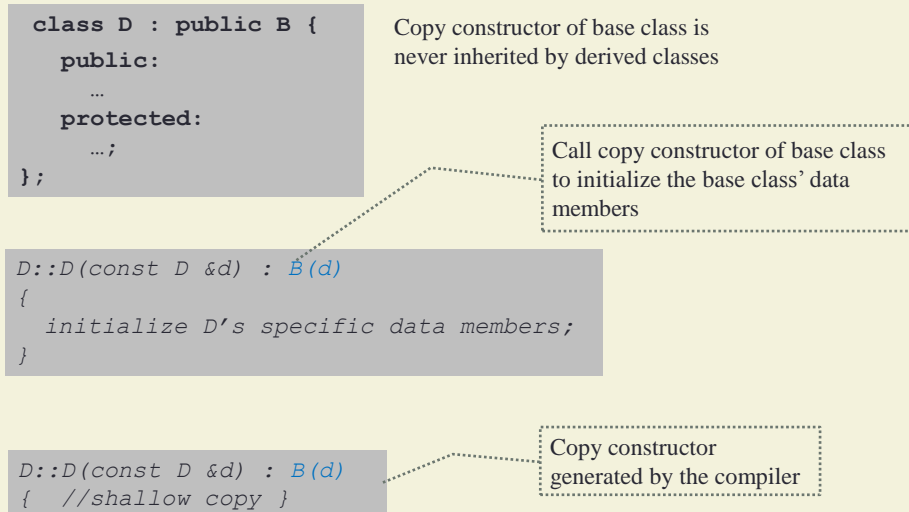 class D : public B {
public:
…
protected:
…;
};
Copy constructor of base class is
never inherited by derived classes
Call copy constructor of base class
to initialize the base class’ data
members
D::D(const D &d) : B(d)
{
initialize D’s specific data members;
}
D::D(const D &d) : B(d)
{ //shallow copy }
Copy constructor
generated by the compiler